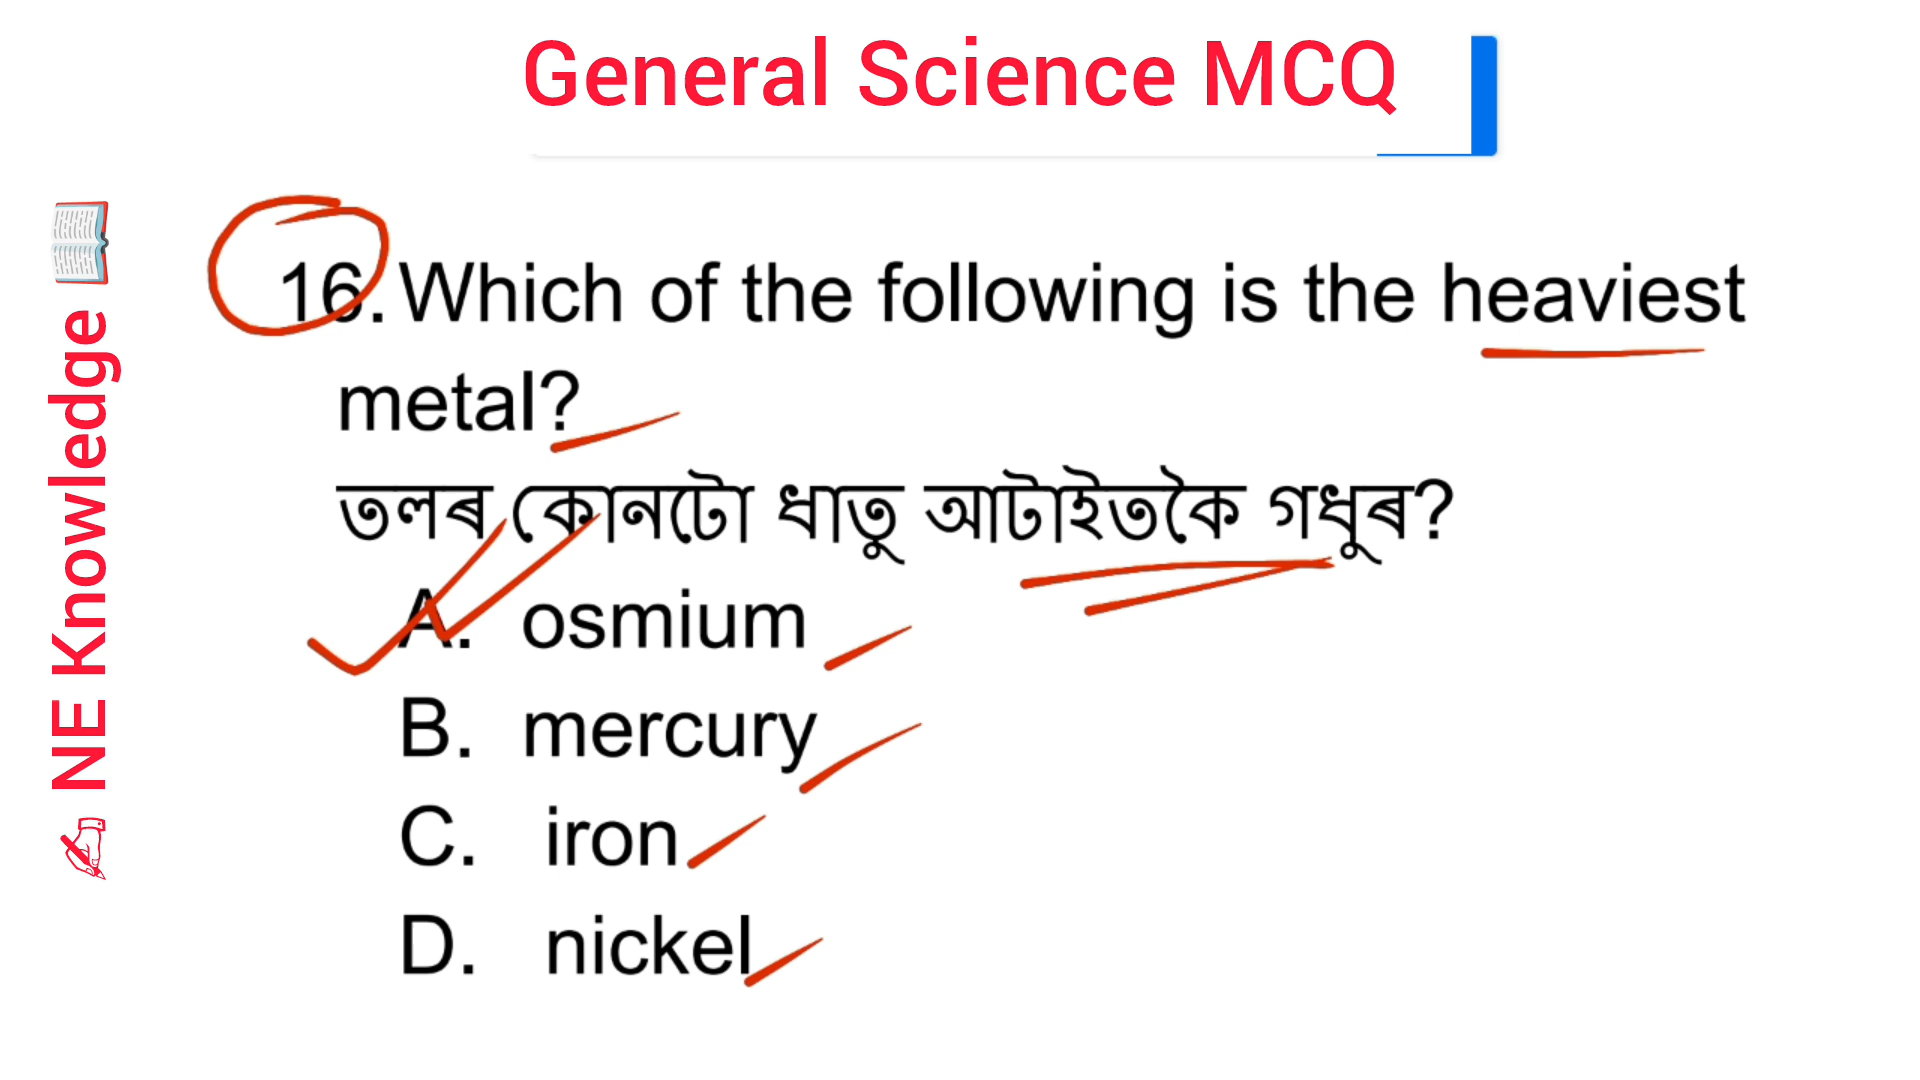 General Science MCQ
NE Knowledge
16. Which of the following is the heaviest
metal?
তলৰ কোনটো ধাতু আটাইতকৈ গধুৰ?
A. osmium
B. mercury
C. iron
D. nickel